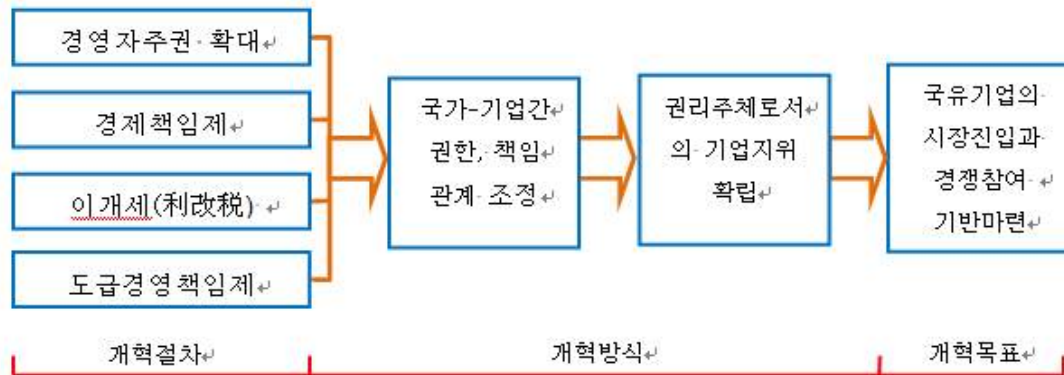 경영자주권 확대
경제책임제
이개세(利改税)
도급경영책임제
국가-기업간
권한, 책임
관계 조정
권리주체로서
의 기업지위
확립
국유기업의
시장진입과
경쟁참여
기반마련
개혁절차
개혁방식
개혁목표